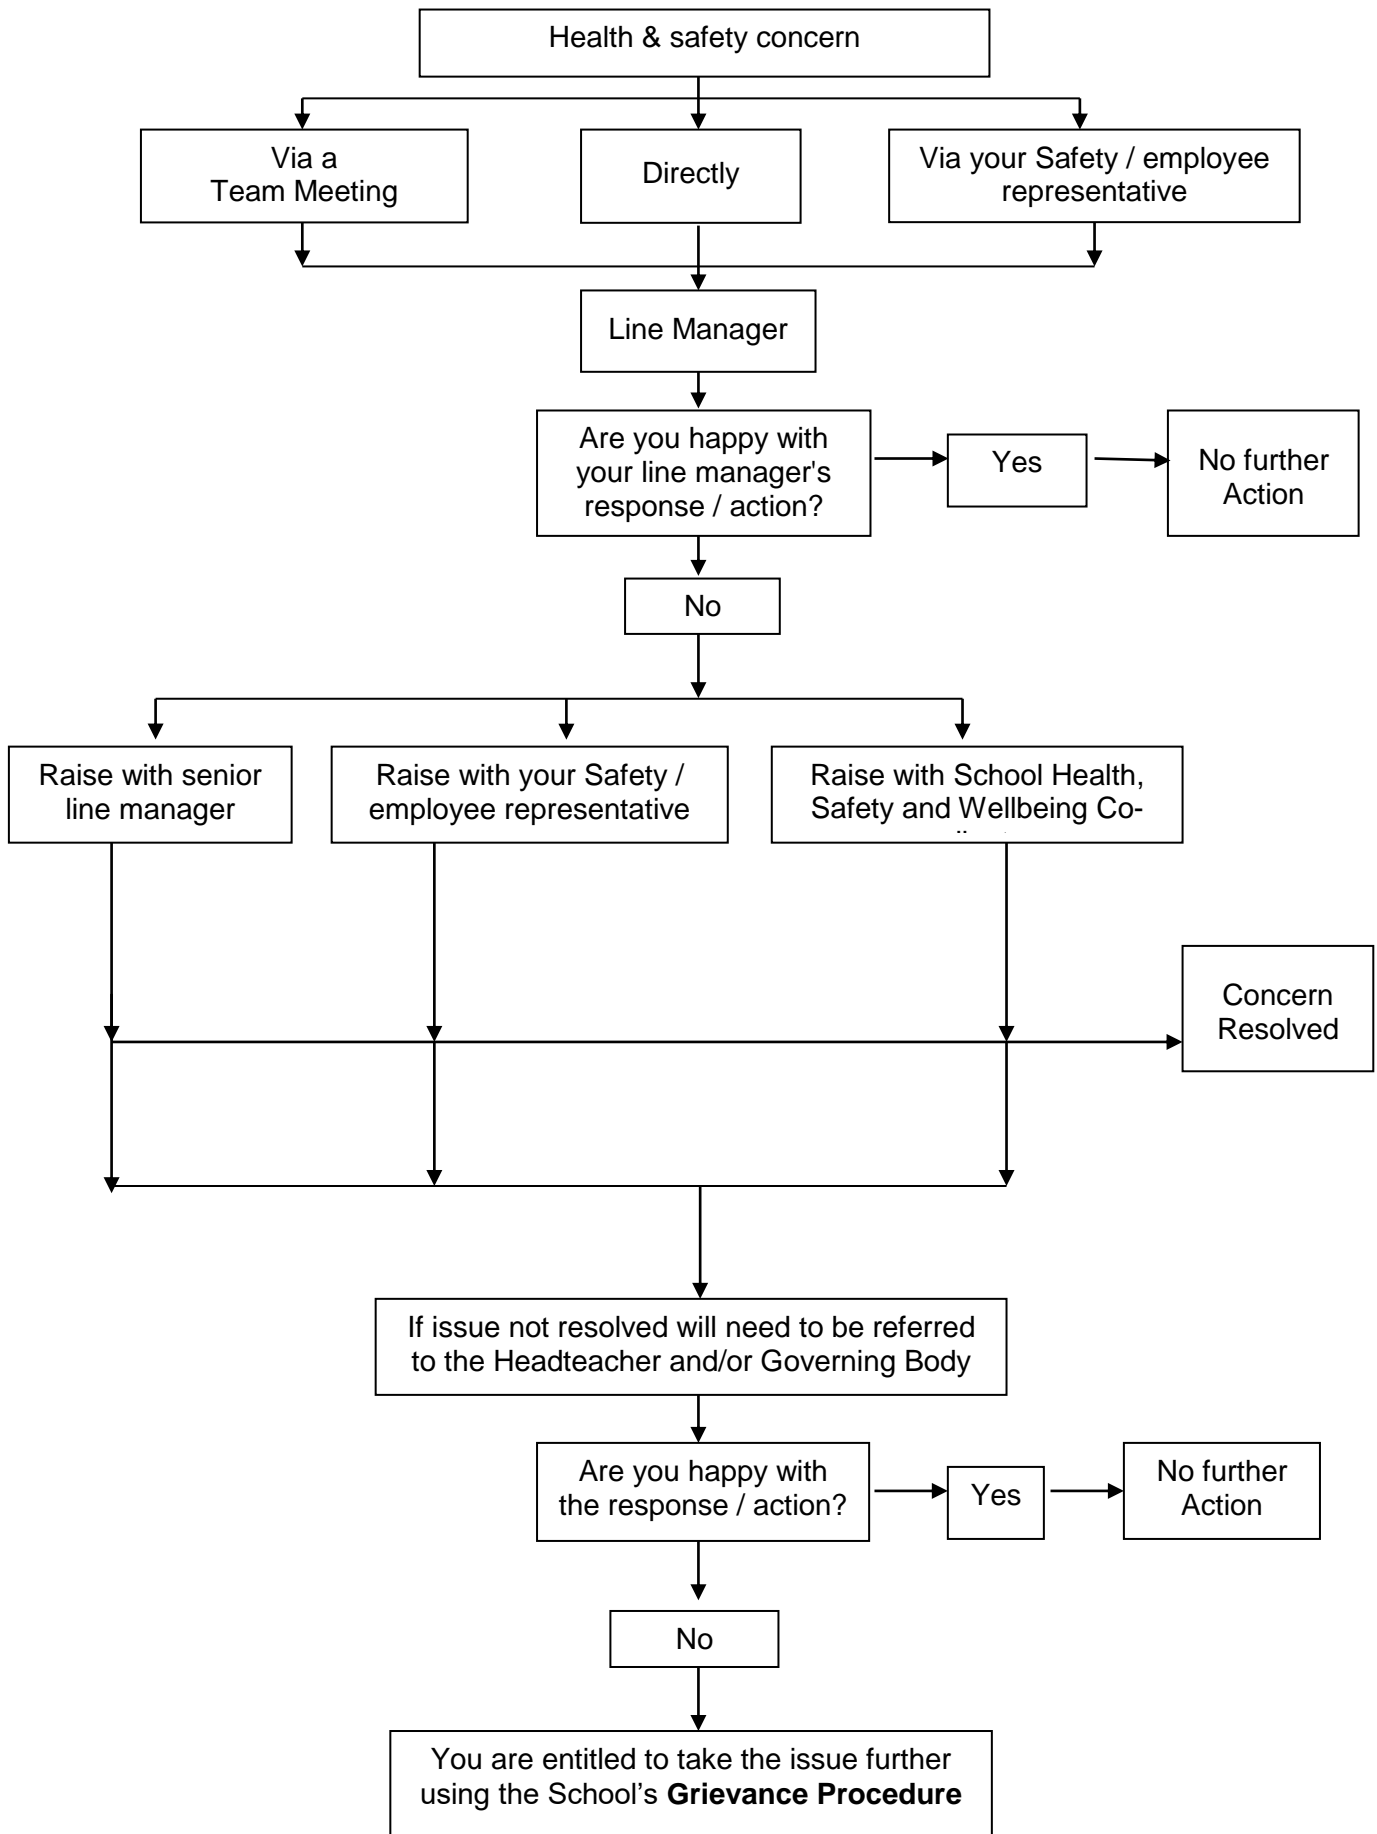 Health & safety concern
Via a
Team Meeting
Directly
Via your Safety / employee
representative
Line Manager
Are you happy with
your line manager's
response / action?
Yes
No further
Action
No
Raise with senior
line manager
Raise with your Safety /
employee representative
Raise with School Health,
Safety and Wellbeing Co-
Concern
Resolved
If issue not resolved will need to be referred
to the Headteacher and/or Governing Body
Are you happy with
the response / action?
Yes
No further
Action
No
You are entitled to take the issue further
using the School’s Grievance Procedure